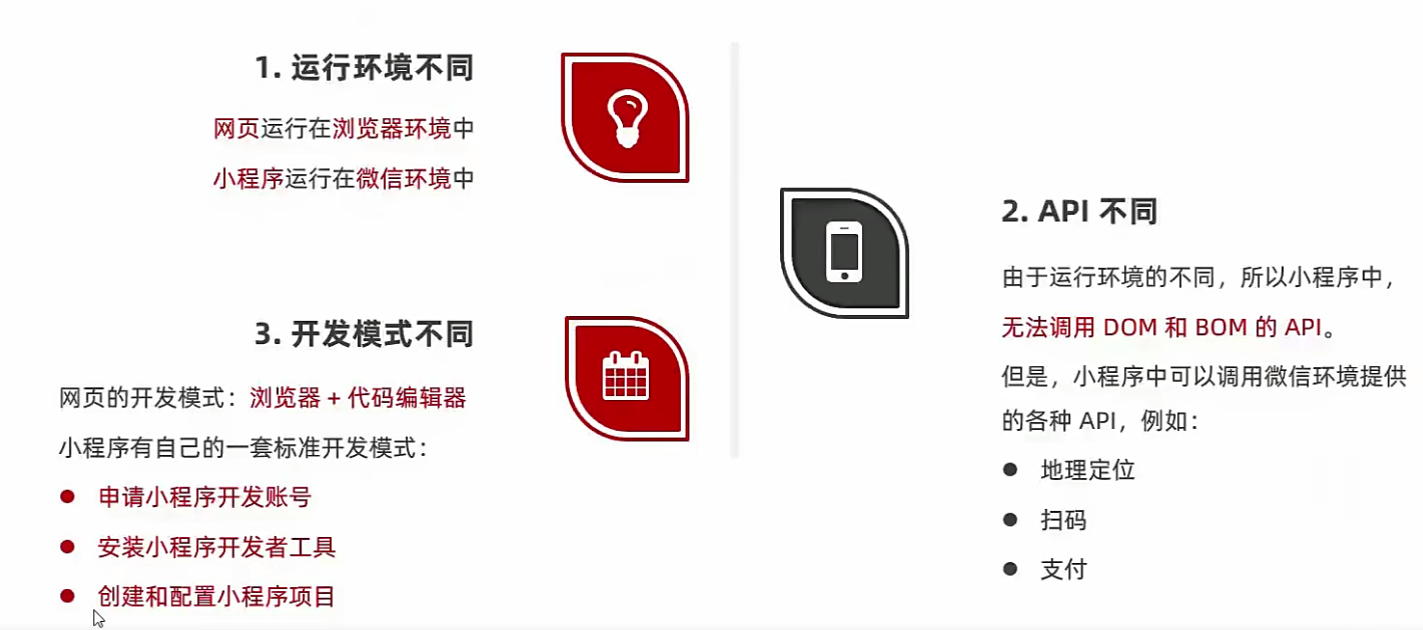 1. 运行环境不同
网页运行在浏览器环境中
小程序运行在微信环境中
2. API 不同
由于运行环境的不同，所以小程序中，
无法调用 DOM 和 BOM 的 API。
但是，小程序中可以调用微信环境提供
的各种 API，例如：
● 地理定位
● 扫码
● 支付
3. 开发模式不同
网页的开发模式：浏览器 + 代码编辑器
小程序有自己的一套标准开发模式：
● 申请小程序开发账号
● 安装小程序开发者工具
● 创建和配置小程序项目